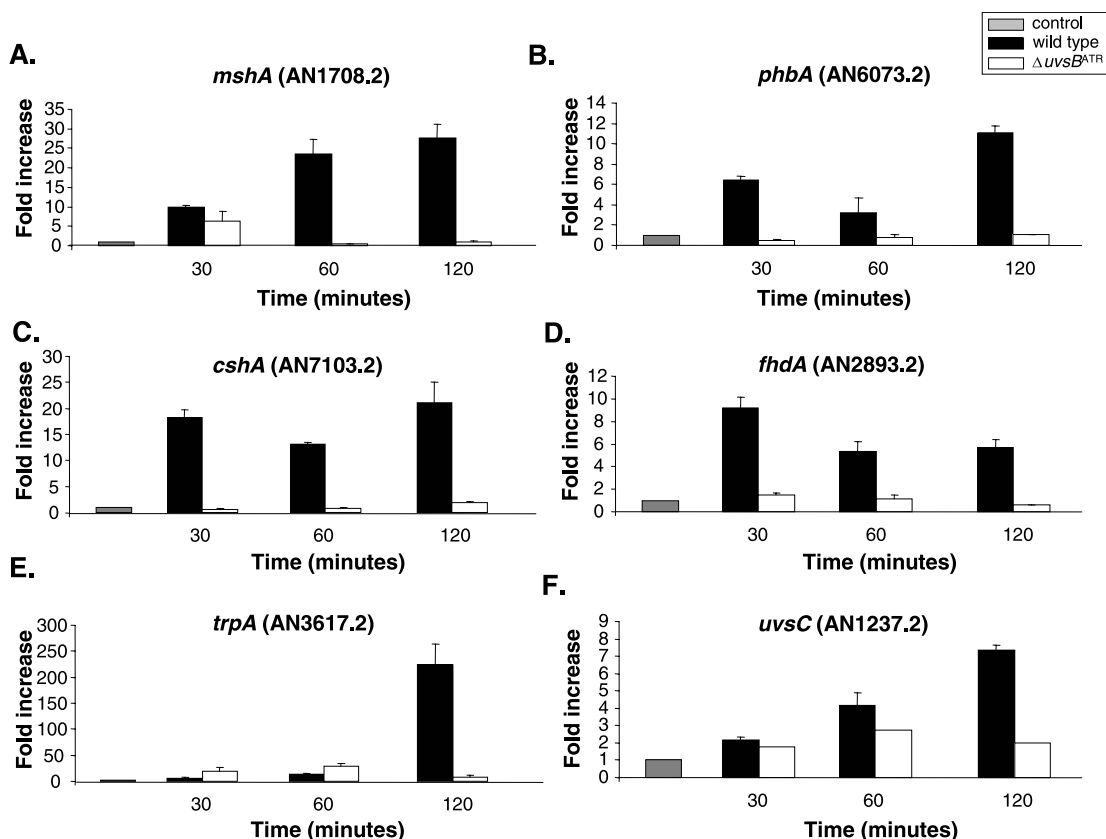 control
wild type
ΔuvsB^ATR
A.
mshA (AN1708.2)
Fold increase
35
30
25
20
15
10
5
0
30 60 120
Time (minutes)
B.
phbA (AN6073.2)
Fold increase
14
12
10
8
6
4
2
0
30 60 120
Time (minutes)
C.
cshA (AN7103.2)
Fold increase
30
25
20
15
10
5
0
30 60 120
Time (minutes)
D.
fhdA (AN2893.2)
Fold increase
12
10
8
6
4
2
0
30 60 120
Time (minutes)
E.
trpA (AN3617.2)
Fold increase
300
250
200
150
100
50
0
30 60 120
Time (minutes)
F.
uvsC (AN1237.2)
Fold increase
9
8
7
6
5
4
3
2
1
0
30 60 120
Time (minutes)